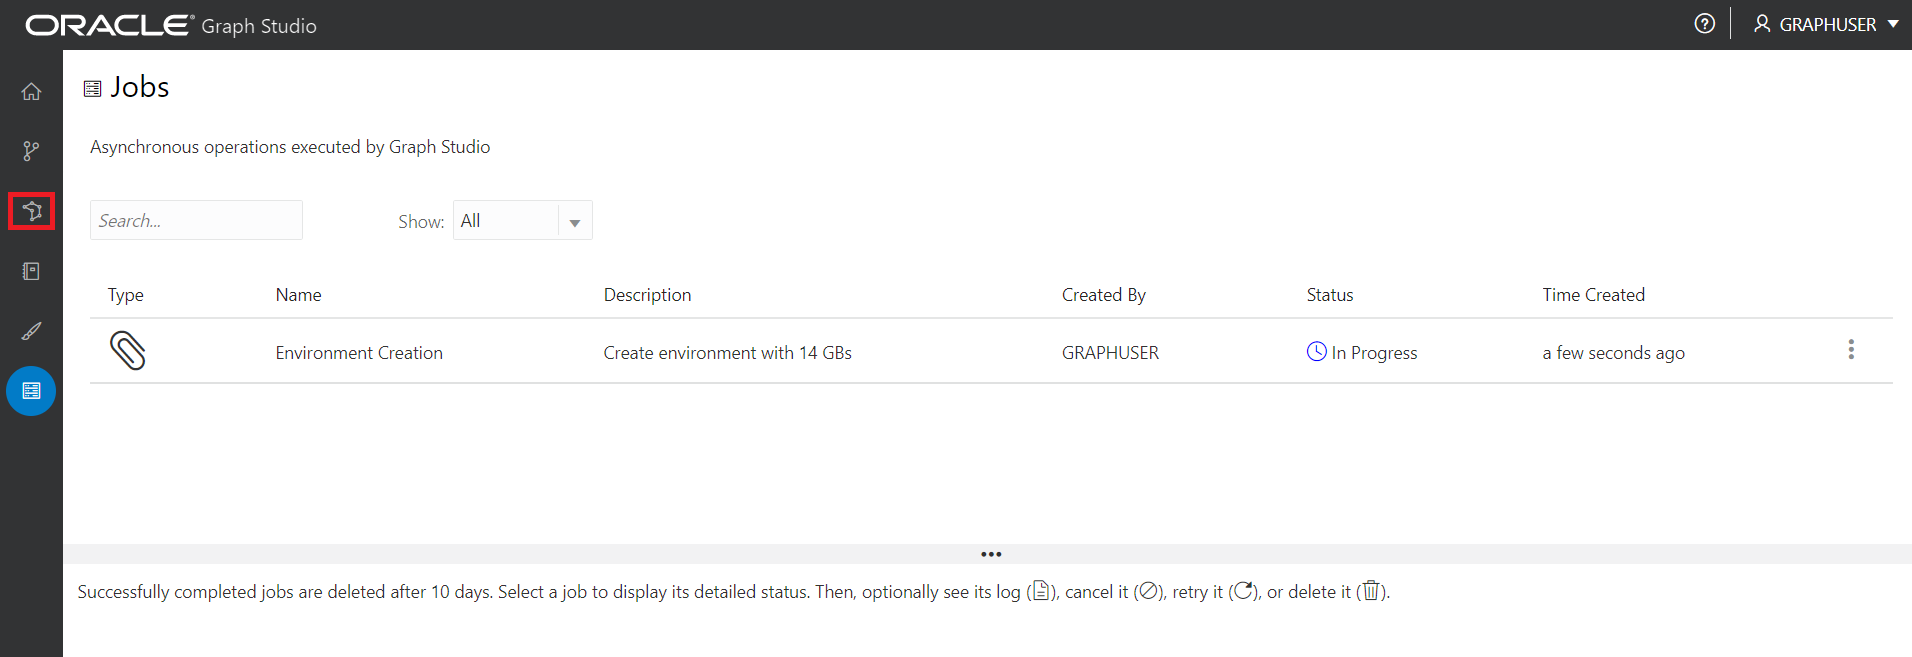 ORACLE® Graph Studio
GRAPHUSER
Jobs
Asynchronous operations executed by Graph Studio
Search...
Show: All
Type Name Description Created By Status Time Created
Environment Creation Create environment with 14 GBs GRAPHUSER In Progress a few seconds ago
Successfully completed jobs are deleted after 10 days. Select a job to display its detailed status. Then, optionally see its log (), cancel it (), retry it (), or delete it ().